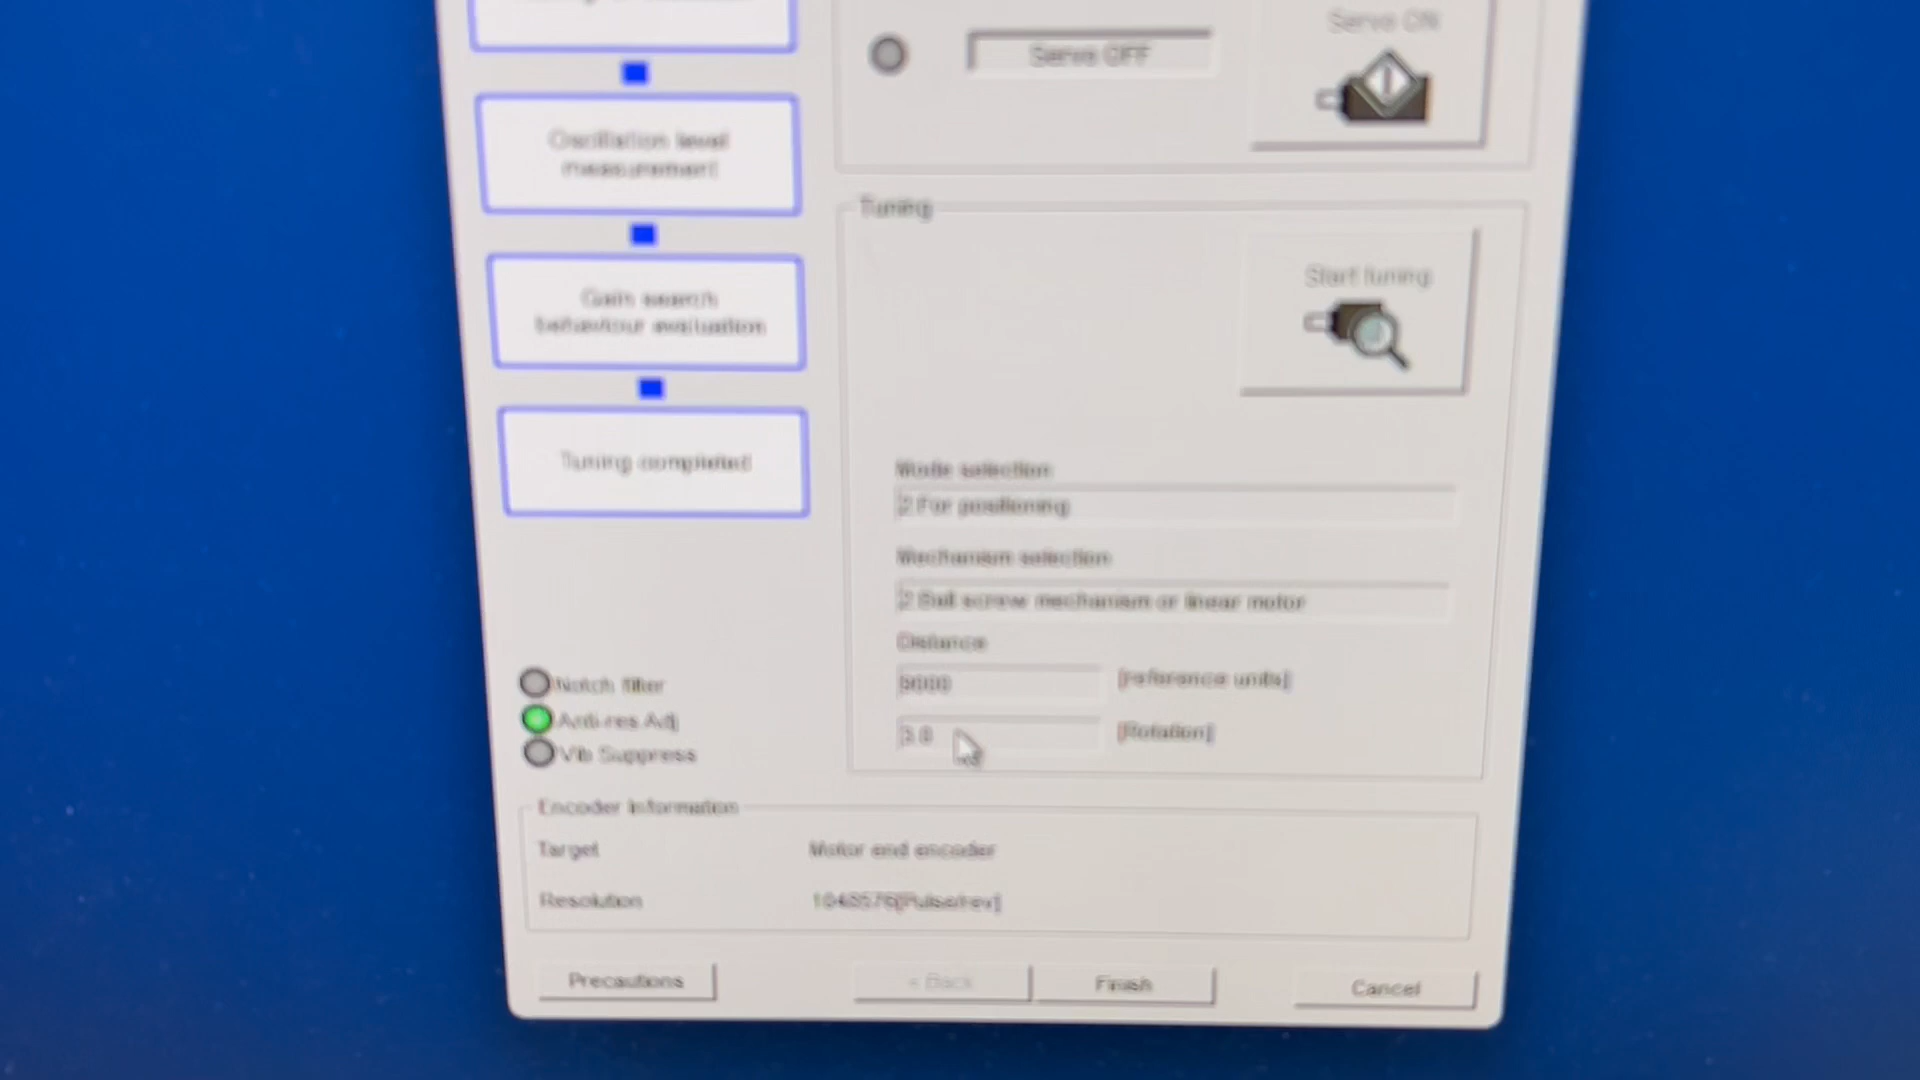 Servo OFF
Servo ON
Oscillation level
measurement
Gain search
behaviour evaluation
Tuning completed
Tuning
Start tuning
Mode selection
2:For positioning
Mechanism selection
2:Ball screw mechanism or linear motor
Distance
[reference units]
3.0
[Rotation]
Notch filter
Anti-res Adj
Vib Suppress
Encoder Information
Target
Motor end encoder
Resolution
1048576[Pulse/rev]
Precautions
< Back
Finish
Cancel